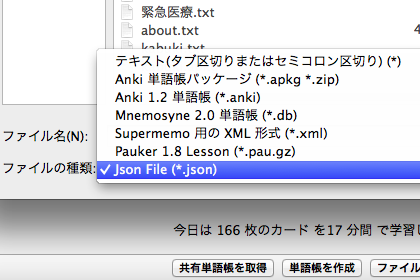 緊急医療.txt
about.txt
kabuki.txt
テキスト(タブ区切りまたはセミコロン区切り) (*)
Anki 単語帳パッケージ (*.apkg *.zip)
Anki 1.2 単語帳 (*.anki)
Mnemosyne 2.0 単語帳 (*.db)
Supermemo 用の XML 形式 (*.xml)
Pauker 1.8 Lesson (*.pau.gz)
ファイル名(N):
ファイルの種類: ✓ Json File (*.json)
今日は 166 枚のカード を17 分間 で学習し
共有単語帳を取得 単語帳を作成 ファイル